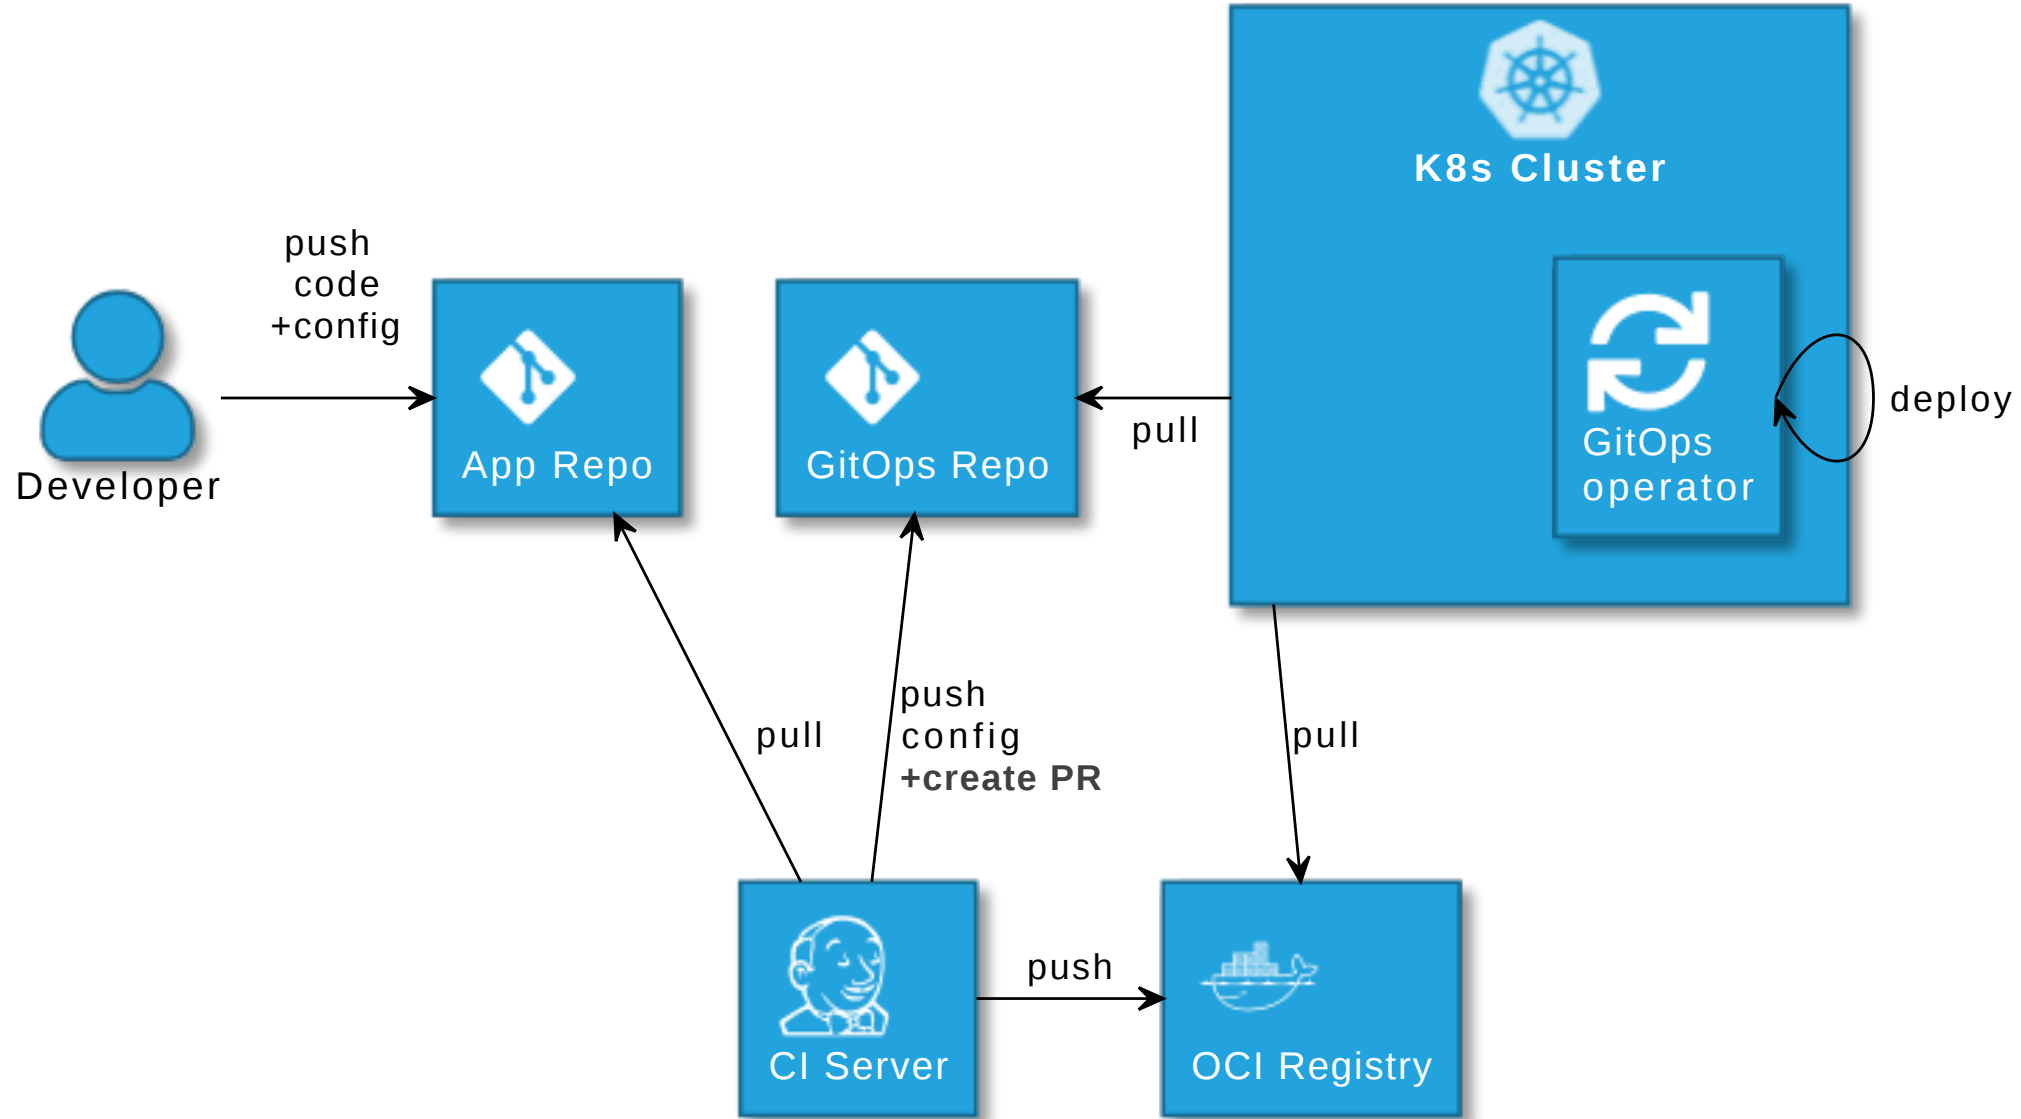 K8s Cluster
push
code
+config
Developer
App Repo
GitOps Repo
pull
GitOps
operator
deploy
pull
push
config
+create PR
pull
CI Server
push
OCI Registry